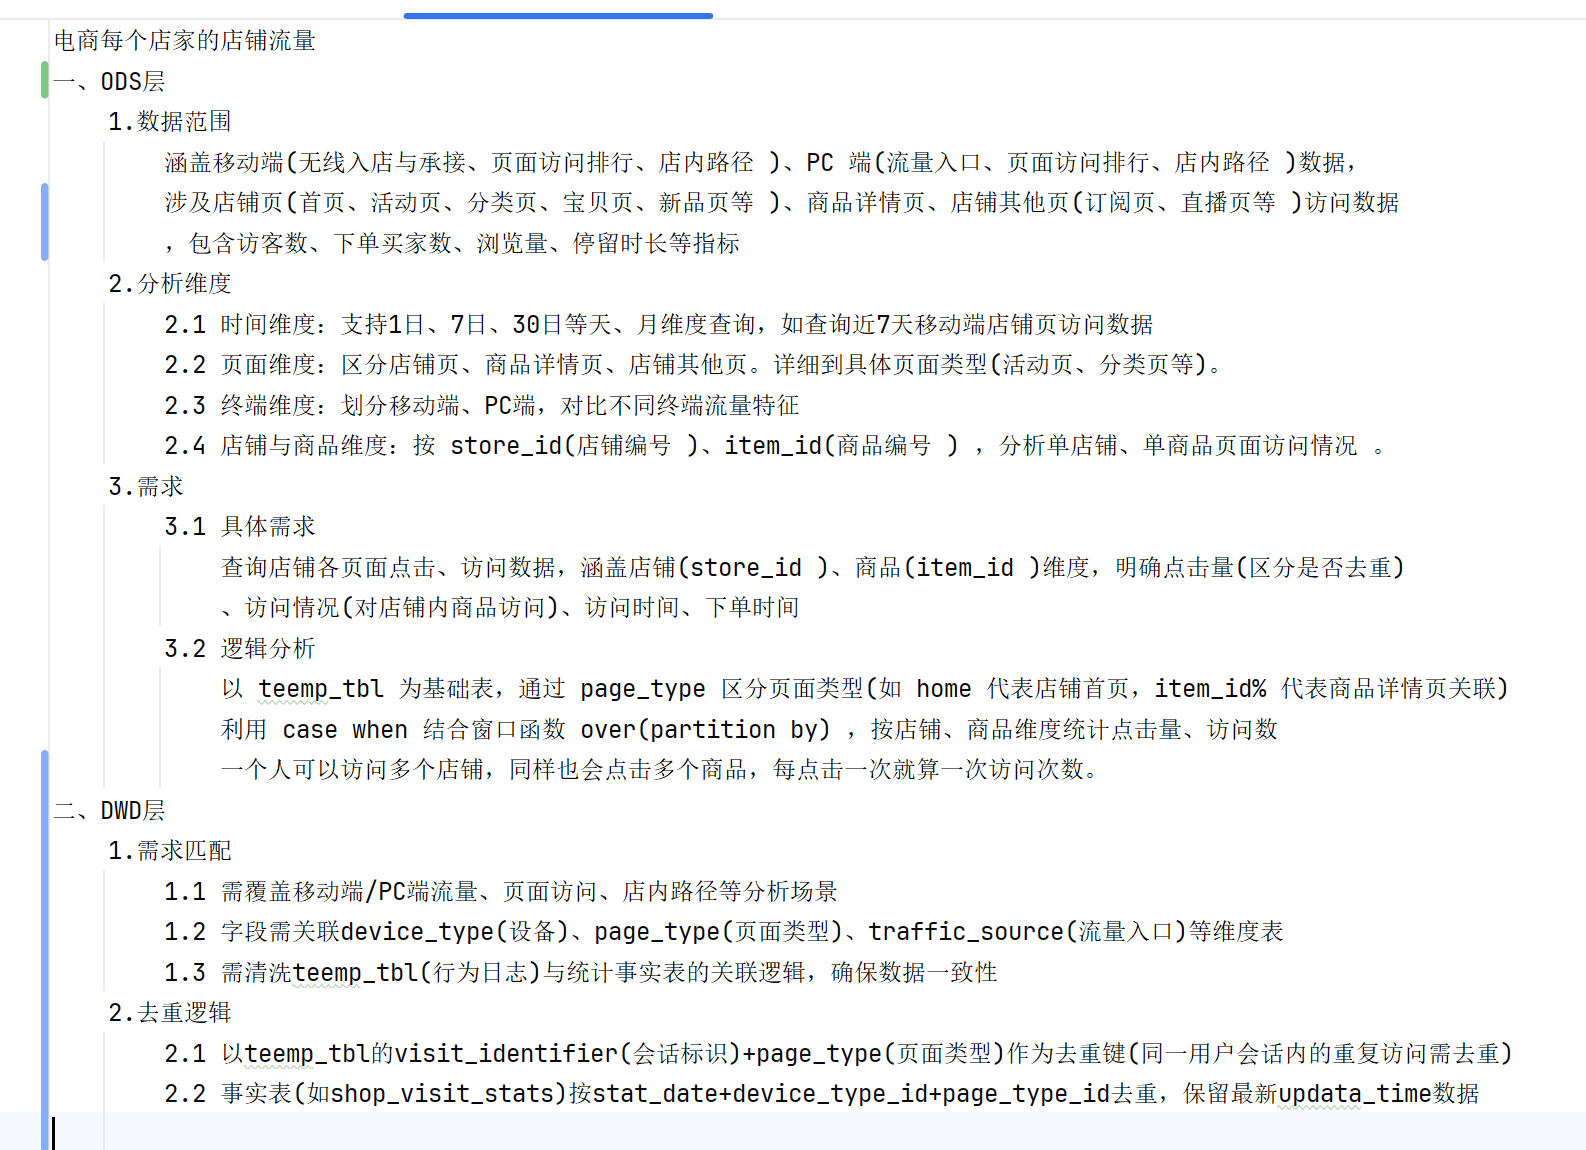 电商每个店家的店铺流量
一、ODS层
1.数据范围
涵盖移动端(无线入店与承接、页面访问排行、店内路径 )、PC 端(流量入口、页面访问排行、店内路径 )数据，
涉及店铺页(首页、活动页、分类页、宝贝页、新品页等 )、商品详情页、店铺其他页(订阅页、直播页等 )访问数据
，包含访客数、下单买家数、浏览量、停留时长等指标
2.分析维度
2.1 时间维度：支持1日、7日、30日等天、月维度查询，如查询近7天移动端店铺页访问数据
2.2 页面维度：区分店铺页、商品详情页、店铺其他页。详细到具体页面类型(活动页、分类页等)。
2.3 终端维度：划分移动端、PC端，对比不同终端流量特征
2.4 店铺与商品维度：按 store_id(店铺编号 )、item_id(商品编号 ) ，分析单店铺、单商品页面访问情况 。
3.需求
3.1 具体需求
查询店铺各页面点击、访问数据，涵盖店铺(store_id )、商品(item_id )维度，明确点击量(区分是否去重)
、访问情况(对店铺内商品访问)、访问时间、下单时间
3.2 逻辑分析
以 teemp_tbl 为基础表，通过 page_type 区分页面类型(如 home 代表店铺首页，item_id% 代表商品详情页关联)
利用 case when 结合窗口函数 over(partition by) ，按店铺、商品维度统计点击量、访问数
一个人可以访问多个店铺，同样也会点击多个商品，每点击一次就算一次访问次数。
二、DWD层
1.需求匹配
1.1 需覆盖移动端/PC端流量、页面访问、店内路径等分析场景
1.2 字段需关联device_type(设备)、page_type(页面类型)、traffic_source(流量入口)等维度表
1.3 需清洗teemp_tbl(行为日志)与统计事实表的关联逻辑，确保数据一致性
2.去重逻辑
2.1 以teemp_tbl的visit_identifier(会话标识)+page_type(页面类型)作为去重键(同一用户会话内的重复访问需去重)
2.2 事实表(如shop_visit_stats)按stat_date+device_type_id+page_type_id去重，保留最新updata_time数据